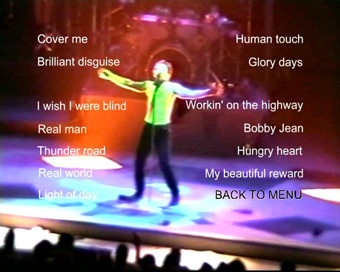 Cover me
Brilliant disguise
I wish I were blind
Real man
Thunder road
Real world
Light of day
Human touch
Glory days
Workin' on the highway
Bobby Jean
Hungry heart
My beautiful reward
BACK TO MENU